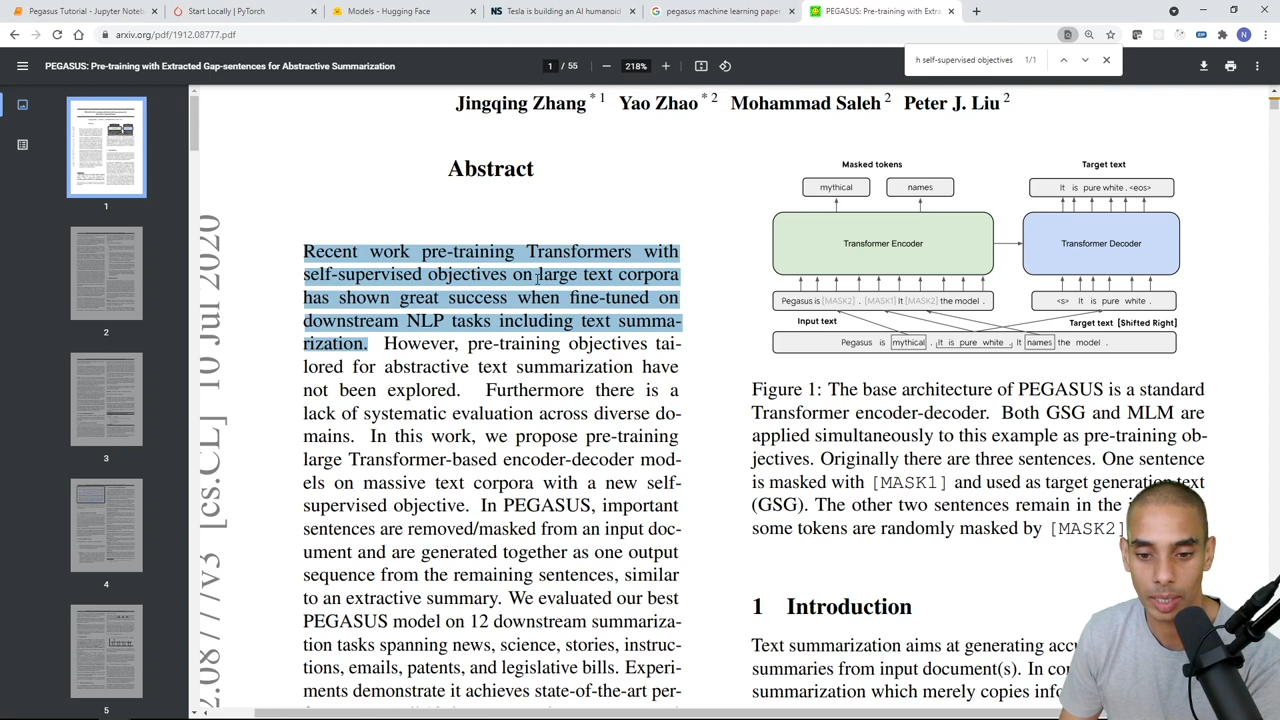 Pegasus Tutorial - Jupyter Noteb
Start Locally | PyTorch
Models - Hugging Face
NS Tesla is building an AI humanoid
pegasus machine learning paper
PEGASUS: Pre-training with Extra
arxiv.org/pdf/1912.08777.pdf
N
h self-supervised objectives 1/1
PEGASUS: Pre-training with Extracted Gap-sentences for Abstractive Summarization
1 / 55
218%
1
2
3
4
5
2.08777v3 [cs.CL] 10 Jul 2020
Jingqing Zhang * 1 Yao Zhao * 2 Mohammad Saleh 2 Peter J. Liu 2
Abstract
Recent work pre-training Transformers with
self-supervised objectives on large text corpora
has shown great success when fine-tuned on
downstream NLP tasks including text summa-
rization. However, pre-training objectives tai-
lored for abstractive text summarization have
not been explored. Furthermore there is a
lack of systematic evaluation across diverse do-
mains. In this work, we propose pre-training
large Transformer-based encoder-decoder mod-
els on massive text corpora with a new self-
supervised objective. In PEGASUS, important
sentences are removed/masked from an input doc-
ument and are generated together as one output
sequence from the remaining sentences, similar
to an extractive summary. We evaluated our best
PEGASUS model on 12 downstream summariza-
tion tasks spanning news, science, stories, instruc-
tions, emails, patents, and legislative bills. Experi-
ments demonstrate it achieves state-of-the-art per-
Masked tokens
Target text
mythical names
It is pure white . <eos>
Transformer Encoder
Transformer Decoder
Pegasus is [MASK2] . [MASK1] It [MASK2] the model .
<s> It is pure white .
Input text
Target text [Shifted Right]
Pegasus is mythical . It is pure white . It names the model .
Figure 1: The base architecture of PEGASUS is a standard
Transformer encoder-decoder. Both GSG and MLM are
applied simultaneously to this example as pre-training ob-
jectives. Originally there are three sentences. One sentence
is masked with [MASK1] and used as target generation text
(GSG). The other two sentences remain in the
some tokens are randomly masked by [MASK2]
1 Introduction
Text summarization aims at generating accu
summaries from input document(s). In con
summarization which merely copies info